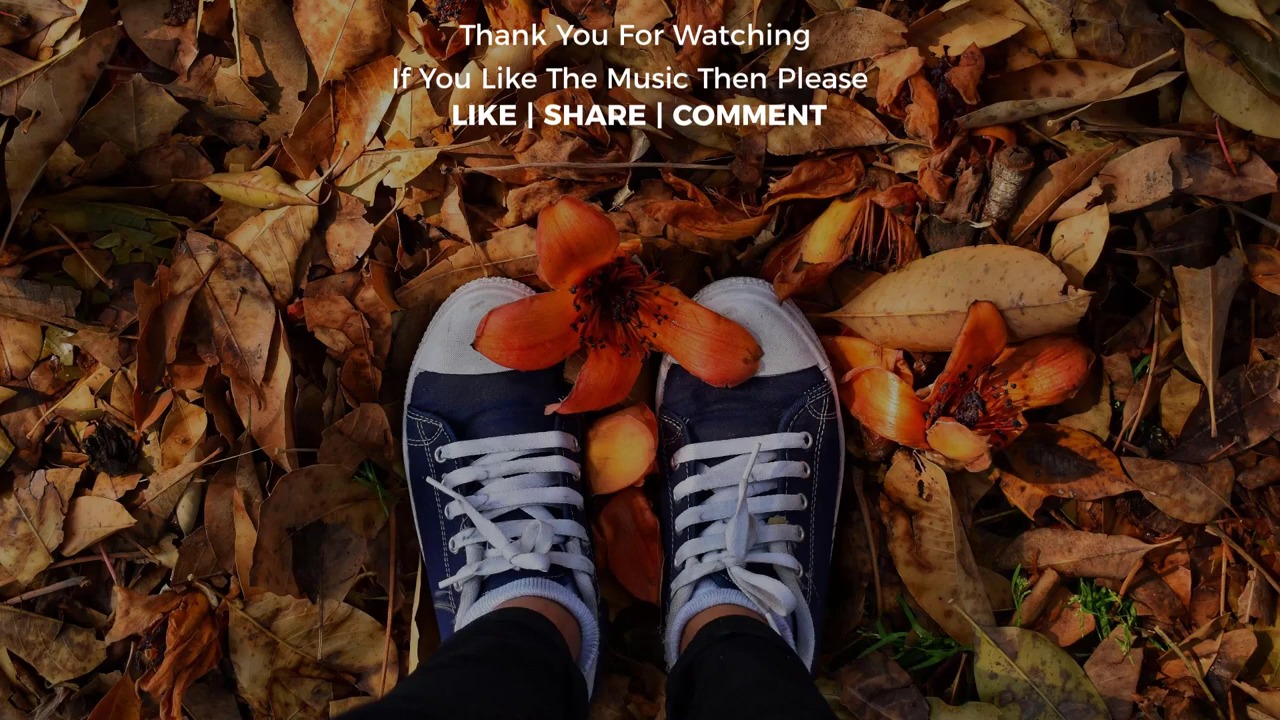 Thank You For Watching
If You Like The Music Then Please
LIKE | SHARE | COMMENT